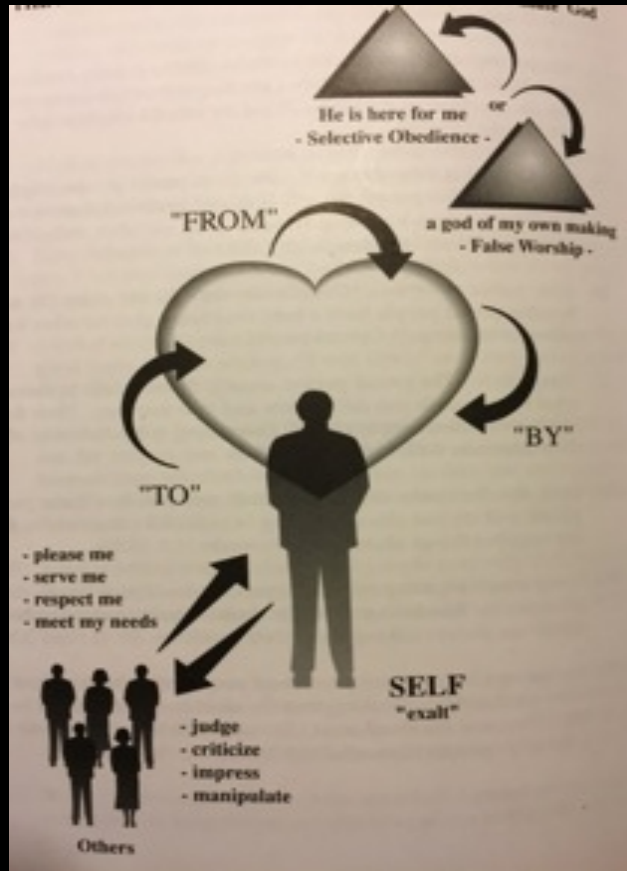 God
He is here for me
or
- Selective Obedience -
a god of my own making
- False Worship -
"FROM"
"BY"
"TO"
- please me
- serve me
- respect me
- meet my needs
SELF
"exalt"
- judge
- criticize
- impress
- manipulate
Others